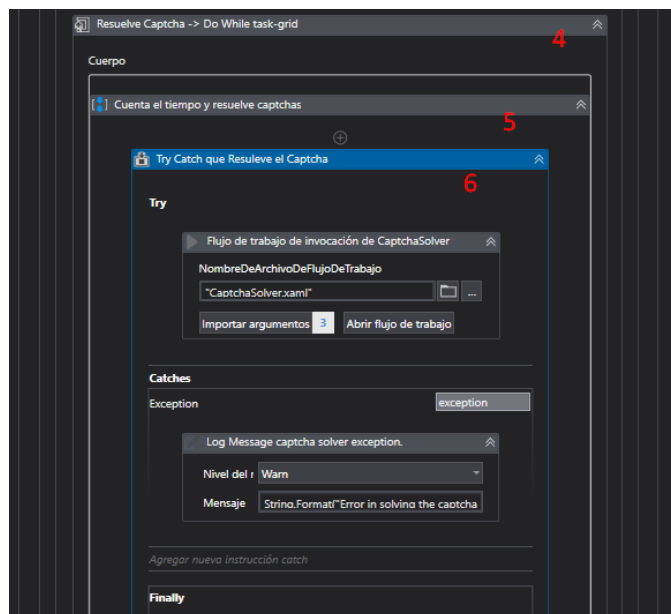 Resuelve Captcha -> Do While task-grid
4
Cuerpo
Cuenta el tiempo y resuelve captchas
5
Try Catch que Resuleve el Captcha
6
Try
Flujo de trabajo de invocación de CaptchaSolver
NombreDeArchivoDeFlujoDeTrabajo
"CaptchaSolver.xaml"
...
Importar argumentos 3 Abrir flujo de trabajo
Catches
Exception exception
Log Message captcha solver exception.
Nivel del r Warn
Mensaje String.Format("Error in solving the captcha
Agregar nueva instrucción catch
Finally